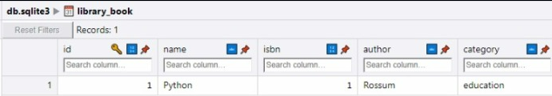 db.sqlite3 library_book
Reset Filters Records: 1
id name isbn author category
Search column... Search column... Search column... Search column... Search column...
1 1 Python 1 Rossum education